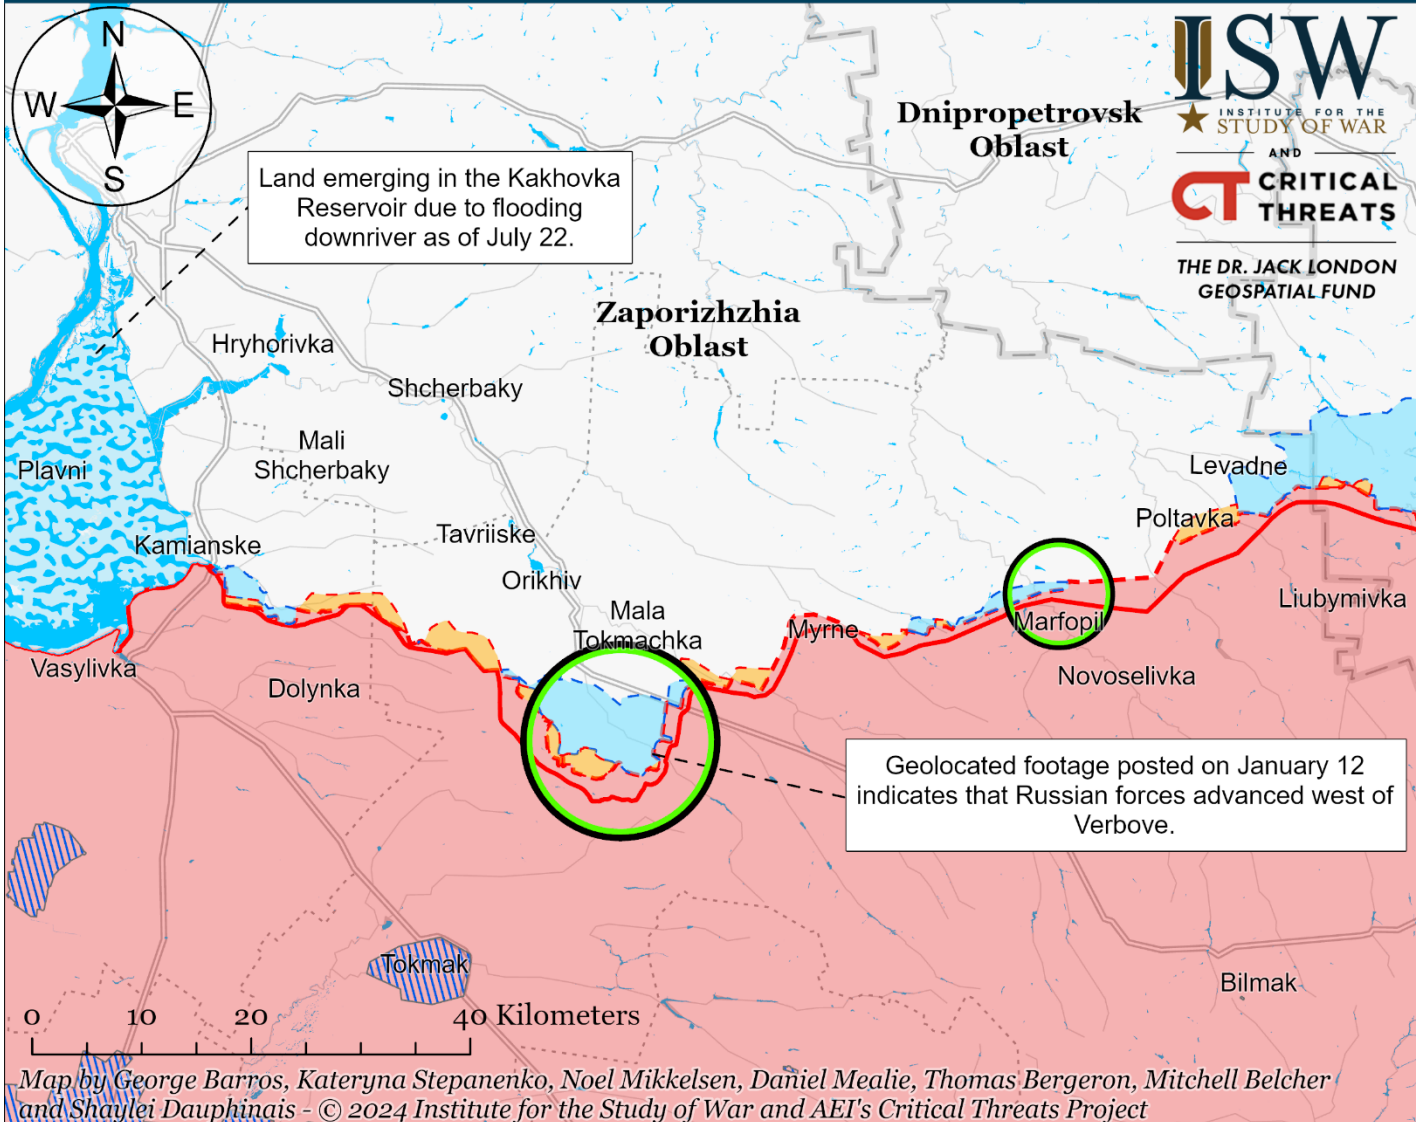 N
W E
S
ISW
INSTITUTE FOR THE
STUDY OF WAR
AND
CT CRITICAL
THREATS
THE DR. JACK LONDON
GEOSPATIAL FUND
Dnipropetrovsk
Oblast
Land emerging in the Kakhovka
Reservoir due to flooding
downriver as of July 22.
Zaporizhzhia
Oblast
Hryhorivka
Shcherbaky
Mali
Shcherbaky
Plavni
Levadne
Poltavka
Tavriiske
Kamianske
Orikhiv
Mala
Tokmachka
Myrne
Marfopil
Liubymivka
Vasylivka
Dolynka
Novoselivka
Geolocated footage posted on January 12
indicates that Russian forces advanced west of
Verbove.
Tokmak
Bilmak
0 10 20 40 Kilometers
Map by George Barros, Kateryna Stepanenko, Noel Mikkelsen, Daniel Mealie, Thomas Bergeron, Mitchell Belcher
and Shaylei Dauphinais - © 2024 Institute for the Study of War and AEI's Critical Threats Project